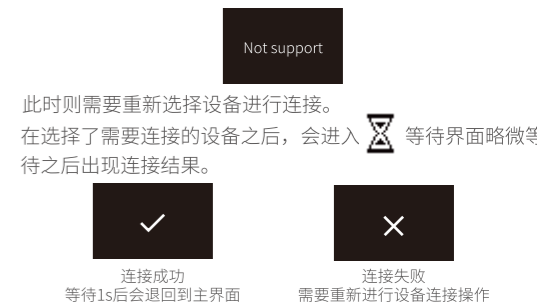 Not support
此时则需要重新选择设备进行连接。
在选择了需要连接的设备之后，会进入 等待界面略微等
待之后出现连接结果。
连接成功 连接失败
等待1s后会退回到主界面 需要重新进行设备连接操作